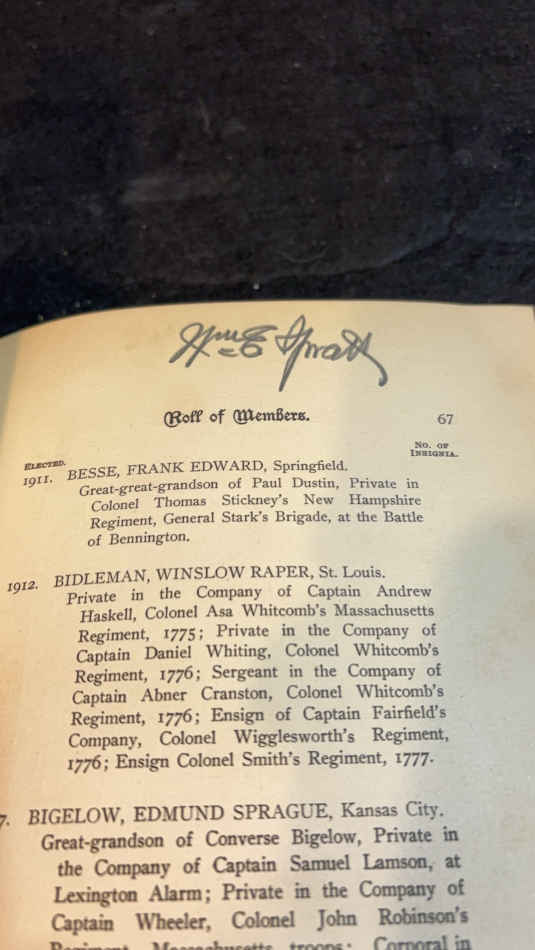 Wm E Spratt
Roll of Members.
67
ELECTED.
NO. OF
INSIGNIA.
1911. BESSE, FRANK EDWARD, Springfield.
Great-great-grandson of Paul Dustin, Private in
Colonel Thomas Stickney's New Hampshire
Regiment, General Stark's Brigade, at the Battle
of Bennington.
1912. BIDLEMAN, WINSLOW RAPER, St. Louis.
Private in the Company of Captain Andrew
Haskell, Colonel Asa Whitcomb's Massachusetts
Regiment, 1775; Private in the Company of
Captain Daniel Whiting, Colonel Whitcomb's
Regiment, 1776; Sergeant in the Company of
Captain Abner Cranston, Colonel Whitcomb's
Regiment, 1776; Ensign of Captain Fairfield's
Company, Colonel Wigglesworth's Regiment,
1776; Ensign Colonel Smith's Regiment, 1777.
7. BIGELOW, EDMUND SPRAGUE, Kansas City.
Great-grandson of Converse Bigelow, Private in
the Company of Captain Samuel Lamson, at
Lexington Alarm; Private in the Company of
Captain Wheeler, Colonel John Robinson's
Regiment, Massachusetts troops; Corporal in